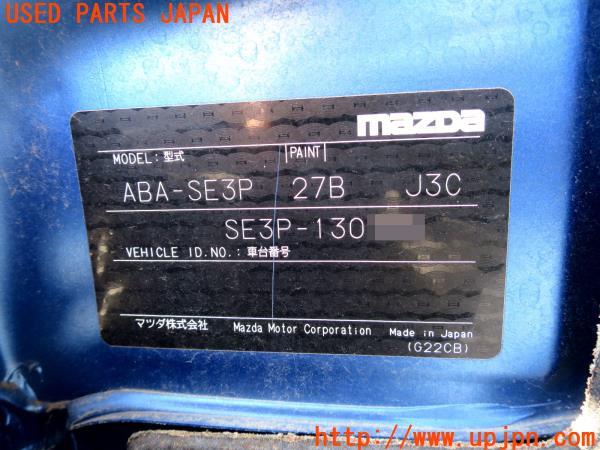 USED PARTS JAPAN
mazda
MODEL: 型式 PAINT
ABA-SE3P 27B J3C
SE3P-130
VEHICLE ID.NO.: 車台番号
マツダ株式会社 Mazda Motor Corporation Made in Japan
(G22CB)
http://www.upjpn.com